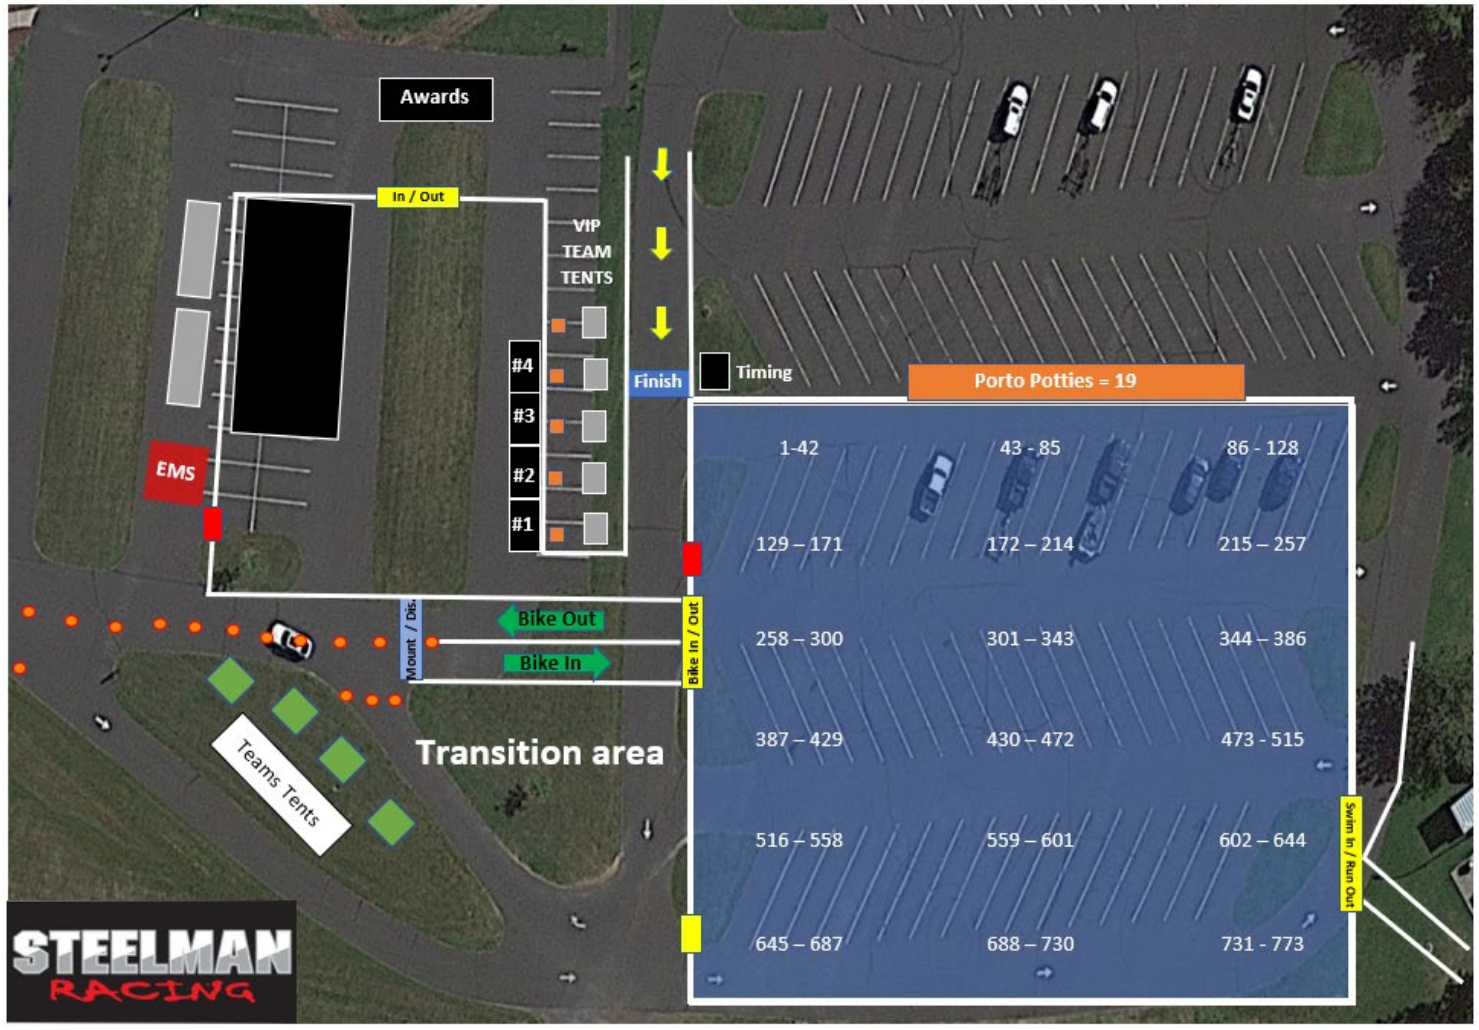 Awards
In / Out
VIP
TEAM
TENTS
#4
#3
#2
#1
Finish
Timing
Porto Potties = 19
EMS
1-42
43 - 85
86 - 128
129 – 171
172 – 214
215 – 257
258 – 300
301 – 343
344 – 386
387 – 429
430 – 472
473 - 515
516 – 558
559 – 601
602 – 644
645 – 687
688 – 730
731 - 773
Mount / Dis.
Bike Out
Bike In
Bike In / Out
Transition area
Teams Tents
Swim In / Run Out
STEELMAN
RACING